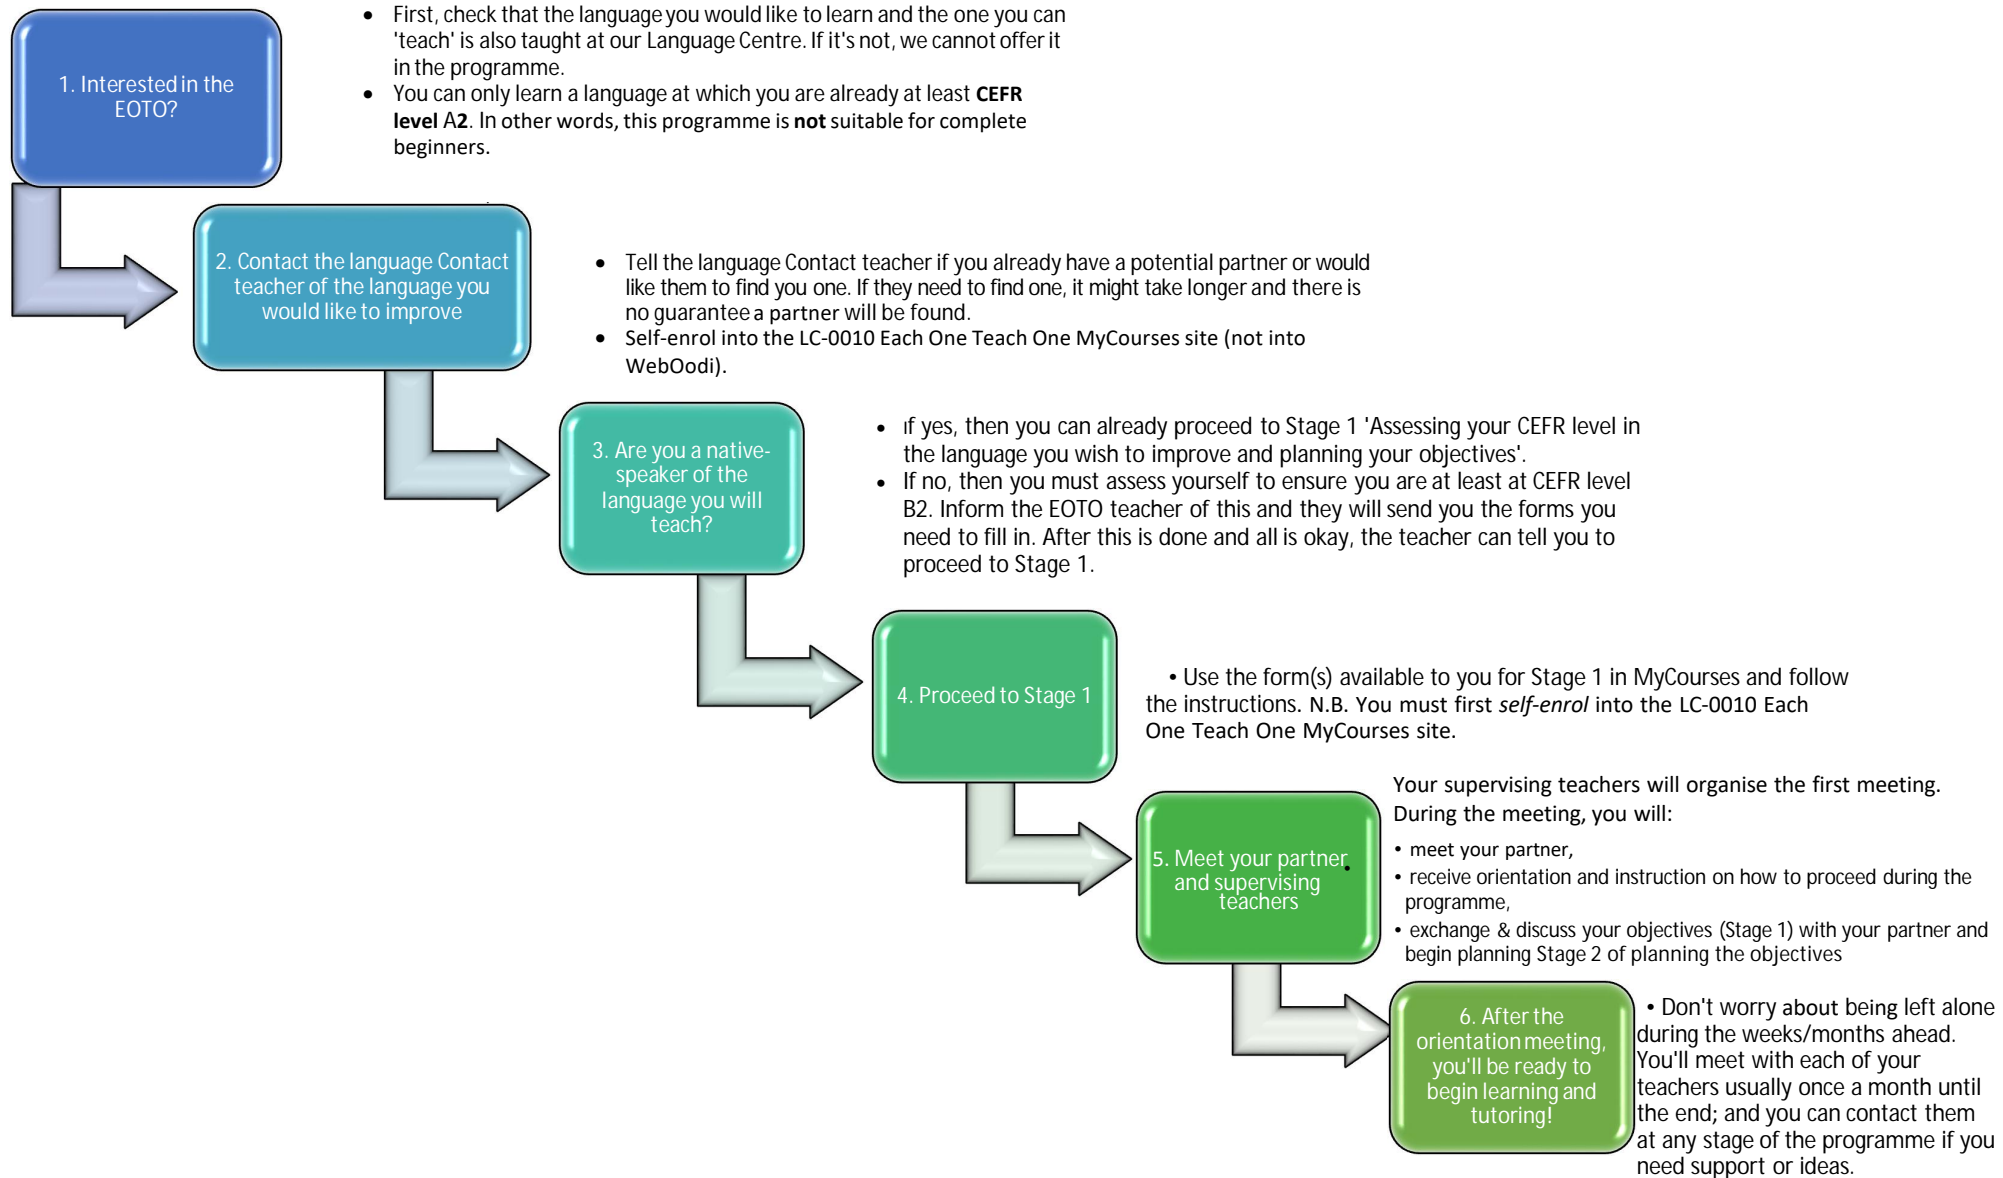 1. Interested in the
EOTO?
• First, check that the language you would like to learn and the one you can
'teach' is also taught at our Language Centre. If it's not, we cannot offer it
in the programme.
• You can only learn a language at which you are already at least CEFR
level A2. In other words, this programme is not suitable for complete
beginners.
2. Contact the language Contact
teacher of the language you
would like to improve
• Tell the language Contact teacher if you already have a potential partner or would
like them to find you one. If they need to find one, it might take longer and there is
no guarantee a partner will be found.
• Self-enrol into the LC-0010 Each One Teach One MyCourses site (not into
WebOodi).
3. Are you a native-
speaker of the
language you will
teach?
• if yes, then you can already proceed to Stage 1 'Assessing your CEFR level in
the language you wish to improve and planning your objectives'.
• If no, then you must assess yourself to ensure you are at least at CEFR level
B2. Inform the EOTO teacher of this and they will send you the forms you
need to fill in. After this is done and all is okay, the teacher can tell you to
proceed to Stage 1.
4. Proceed to Stage 1
• Use the form(s) available to you for Stage 1 in MyCourses and follow
the instructions. N.B. You must first self-enrol into the LC-0010 Each
One Teach One MyCourses site.
5. Meet your partner
and supervising
teachers
Your supervising teachers will organise the first meeting.
During the meeting, you will:
• meet your partner,
• receive orientation and instruction on how to proceed during the
programme,
• exchange & discuss your objectives (Stage 1) with your partner and
begin planning Stage 2 of planning the objectives
6. After the
orientation meeting,
you'll be ready to
begin learning and
tutoring!
• Don't worry about being left alone
during the weeks/months ahead.
You'll meet with each of your
teachers usually once a month until
the end; and you can contact them
at any stage of the programme if you
need support or ideas.